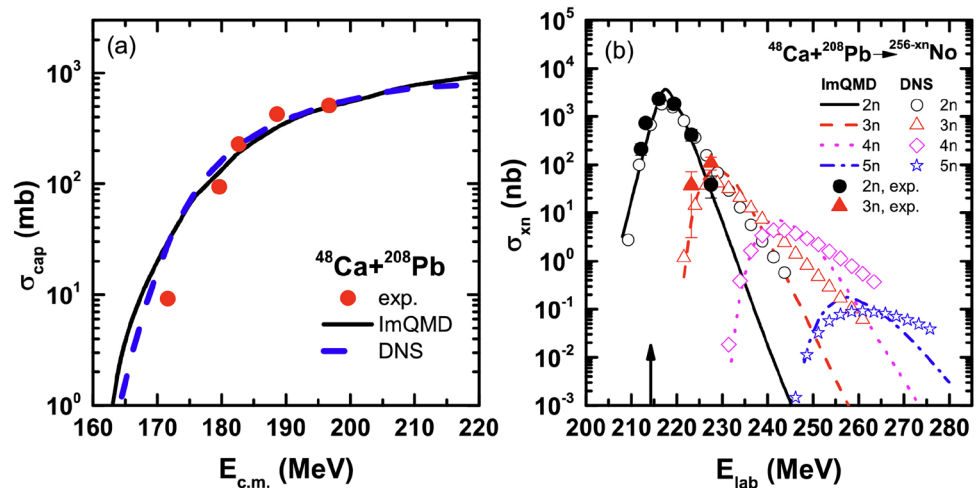 (a)
σcap (mb)
10³
10²
10¹
10⁰
⁴⁸Ca+²⁰⁸Pb
exp.
ImQMD
DNS
160 170 180 190 200 210 220
Ec.m. (MeV)
(b)
⁴⁸Ca+²⁰⁸Pb→²⁵⁶⁻ˣⁿNo
ImQMD DNS
2n 2n
3n 3n
4n 4n
5n 5n
2n, exp.
3n, exp.
σxn (nb)
10⁵
10⁴
10³
10²
10¹
10⁰
10⁻¹
10⁻²
10⁻³
200 210 220 230 240 250 260 270 280
Elab (MeV)